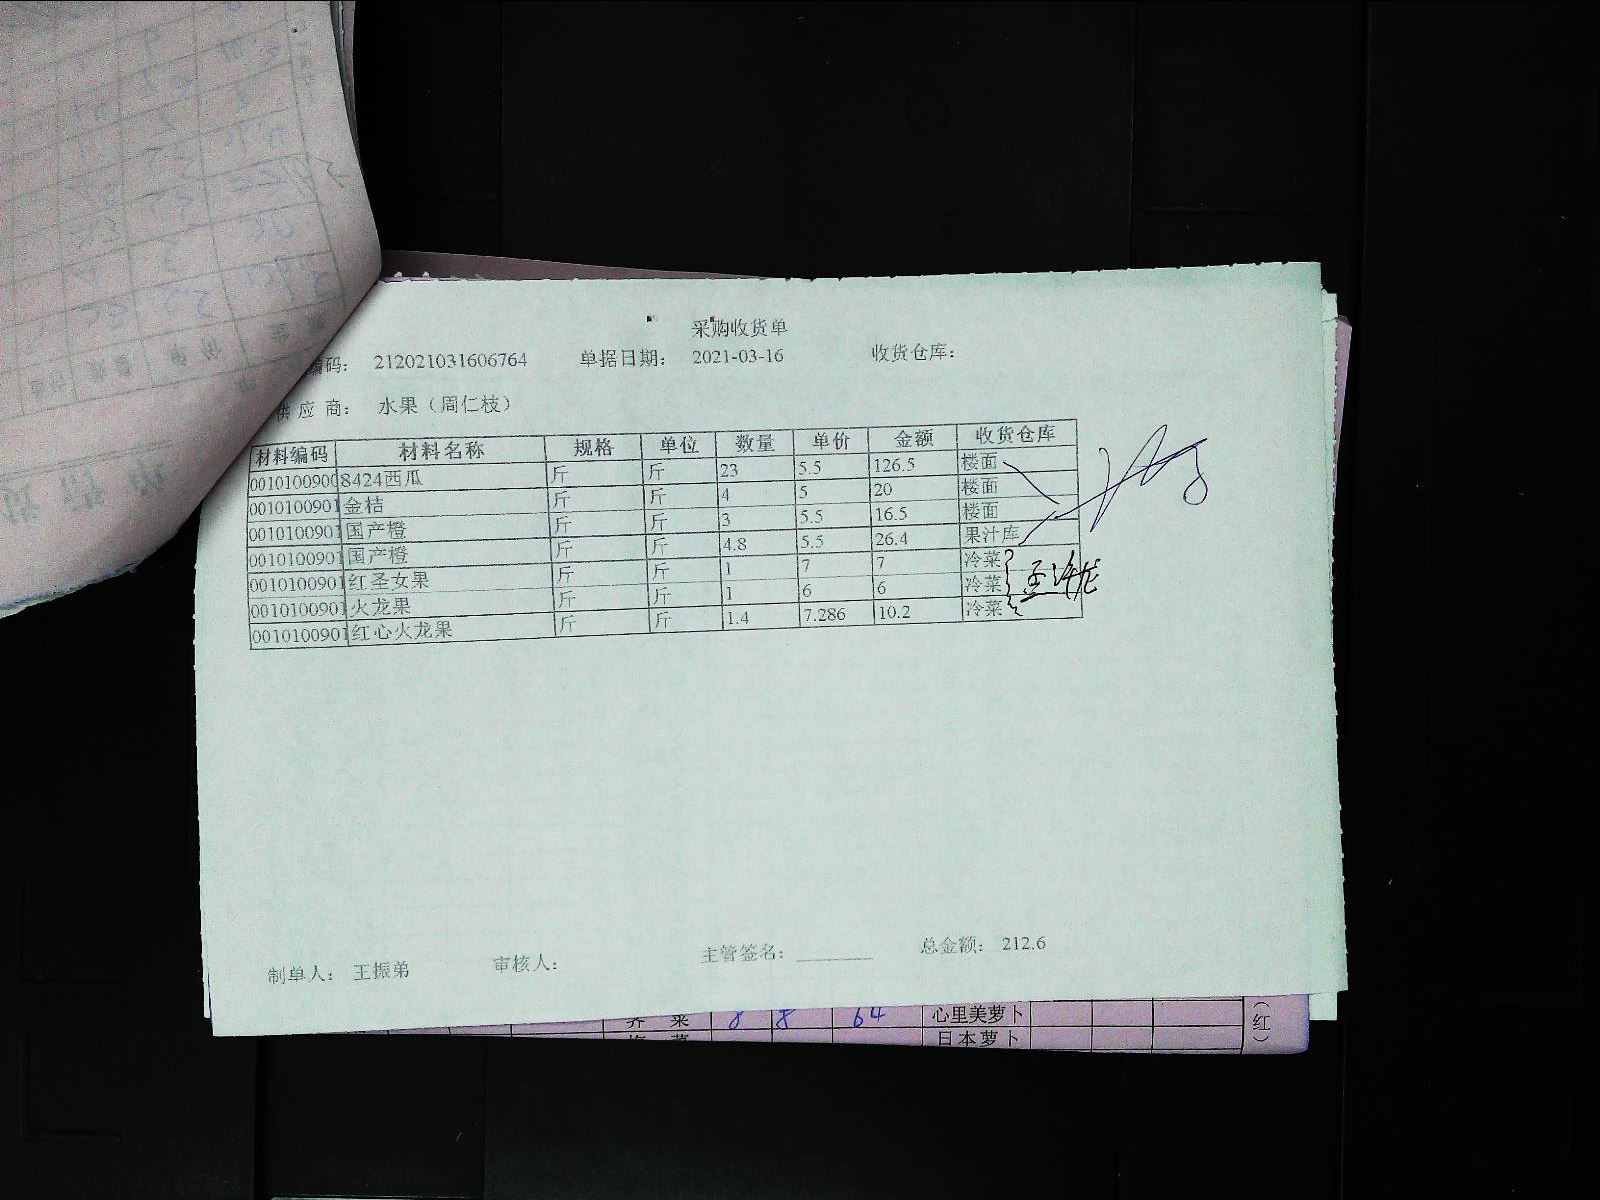 采购收货单
编码: 212021031606764 单据日期: 2021-03-16 收货仓库:
供应商: 水果（周仁枝）
材料编码 材料名称 规格 单位 数量 单价 金额 收货仓库
0010100900 8424西瓜 斤 斤 23 5.5 126.5 楼面
0010100901 金桔 斤 斤 4 5 20 楼面
0010100901 国产橙 斤 斤 3 5.5 16.5 楼面
0010100901 国产橙 斤 斤 4.8 5.5 26.4 果汁库
0010100901 红圣女果 斤 斤 1 7 7 冷菜
0010100901 火龙果 斤 斤 1 6 6 冷菜
0010100901 红心火龙果 斤 斤 1.4 7.286 10.2 冷菜
制单人: 王振弟 审核人: 主管签名: 总金额: 212.6
菜 8 8 64 心里美萝卜 （红）
日本萝卜